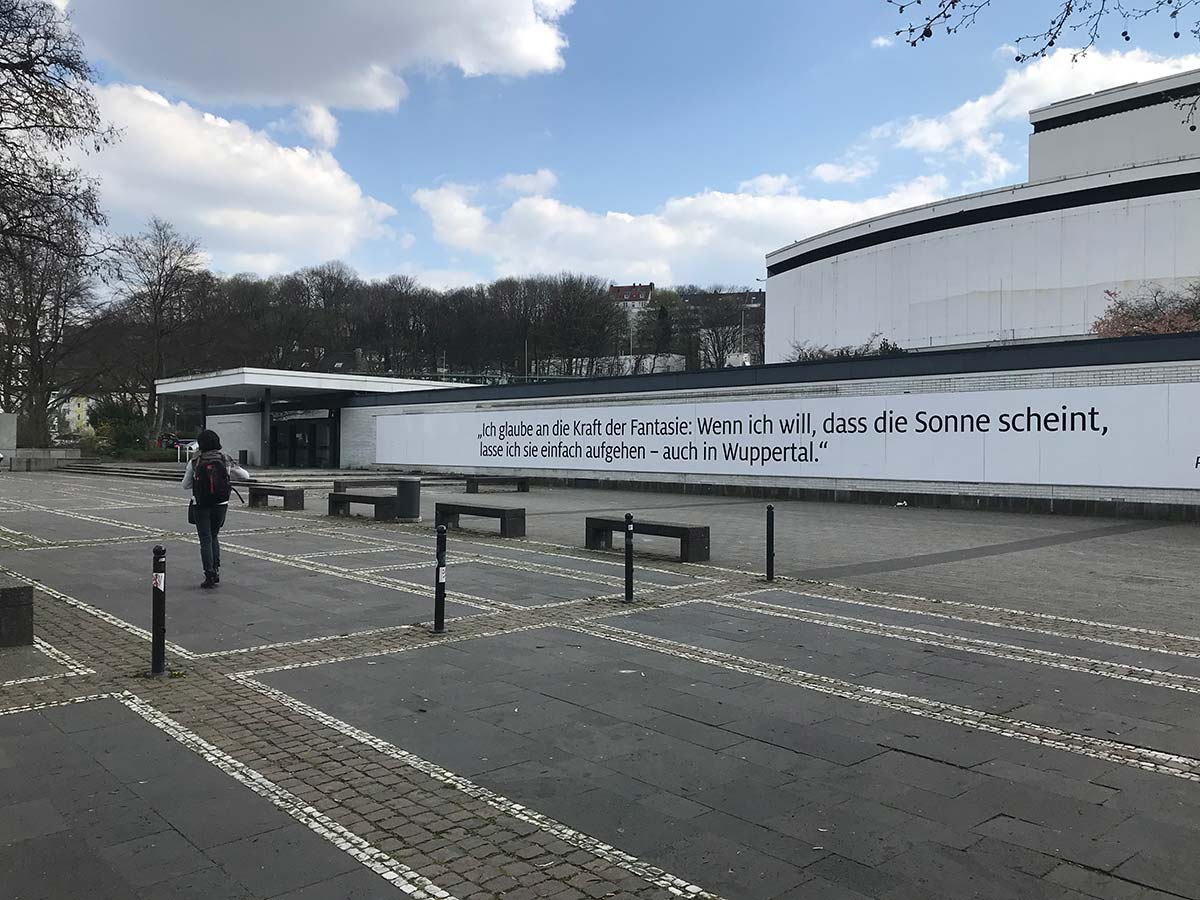 „Ich glaube an die Kraft der Fantasie: Wenn ich will, dass die Sonne scheint,
lasse ich sie einfach aufgehen – auch in Wuppertal.“